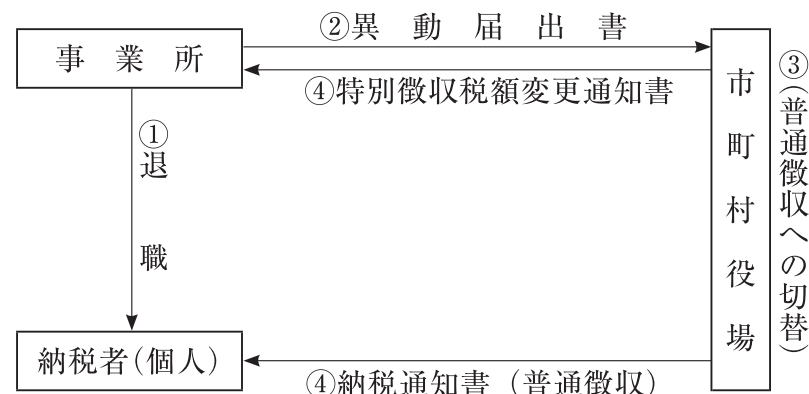 ②異動届出書
事業所
④特別徴収税額変更通知書
①退職
市町村役場
③(普通徴収への切替)
納税者(個人)
④納税通知書(普通徴収)